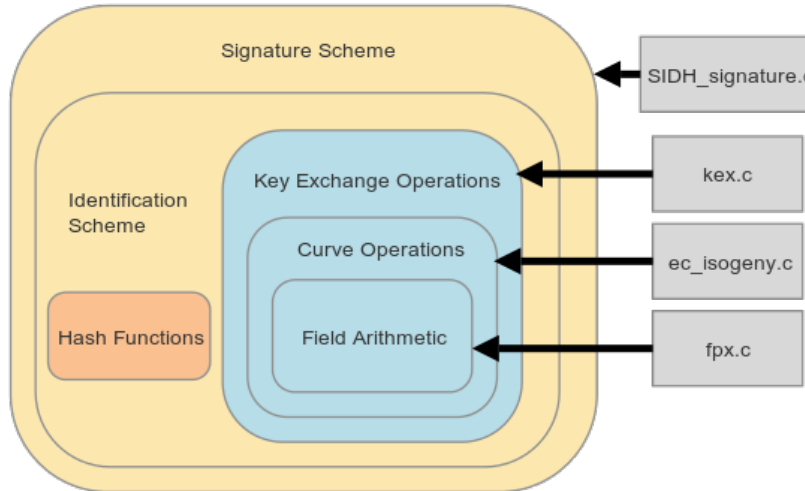 Signature Scheme
SIDH_signature.c
Key Exchange Operations
kex.c
Identification
Scheme
Curve Operations
ec_isogeny.c
Hash Functions
Field Arithmetic
fpx.c